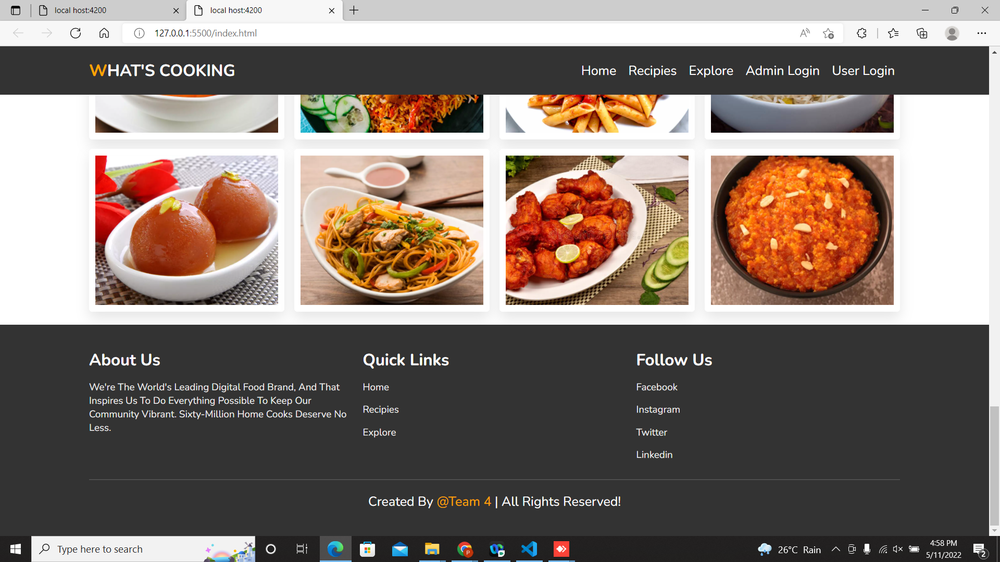 local host:4200
local host:4200
127.0.0.1:5500/index.html
WHAT'S COOKING
Home Recipies Explore Admin Login User Login
About Us
We're The World's Leading Digital Food Brand, And That
Inspires Us To Do Everything Possible To Keep Our
Community Vibrant. Sixty-Million Home Cooks Deserve No
Less.
Quick Links
Home
Recipies
Explore
Follow Us
Facebook
Instagram
Twitter
Linkedin
Created By @Team 4 | All Rights Reserved!
Type here to search
26°C Rain
4:58 PM
5/11/2022
2